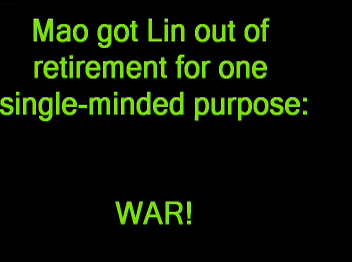 Mao got Lin out of
retirement for one
single-minded purpose:
WAR!